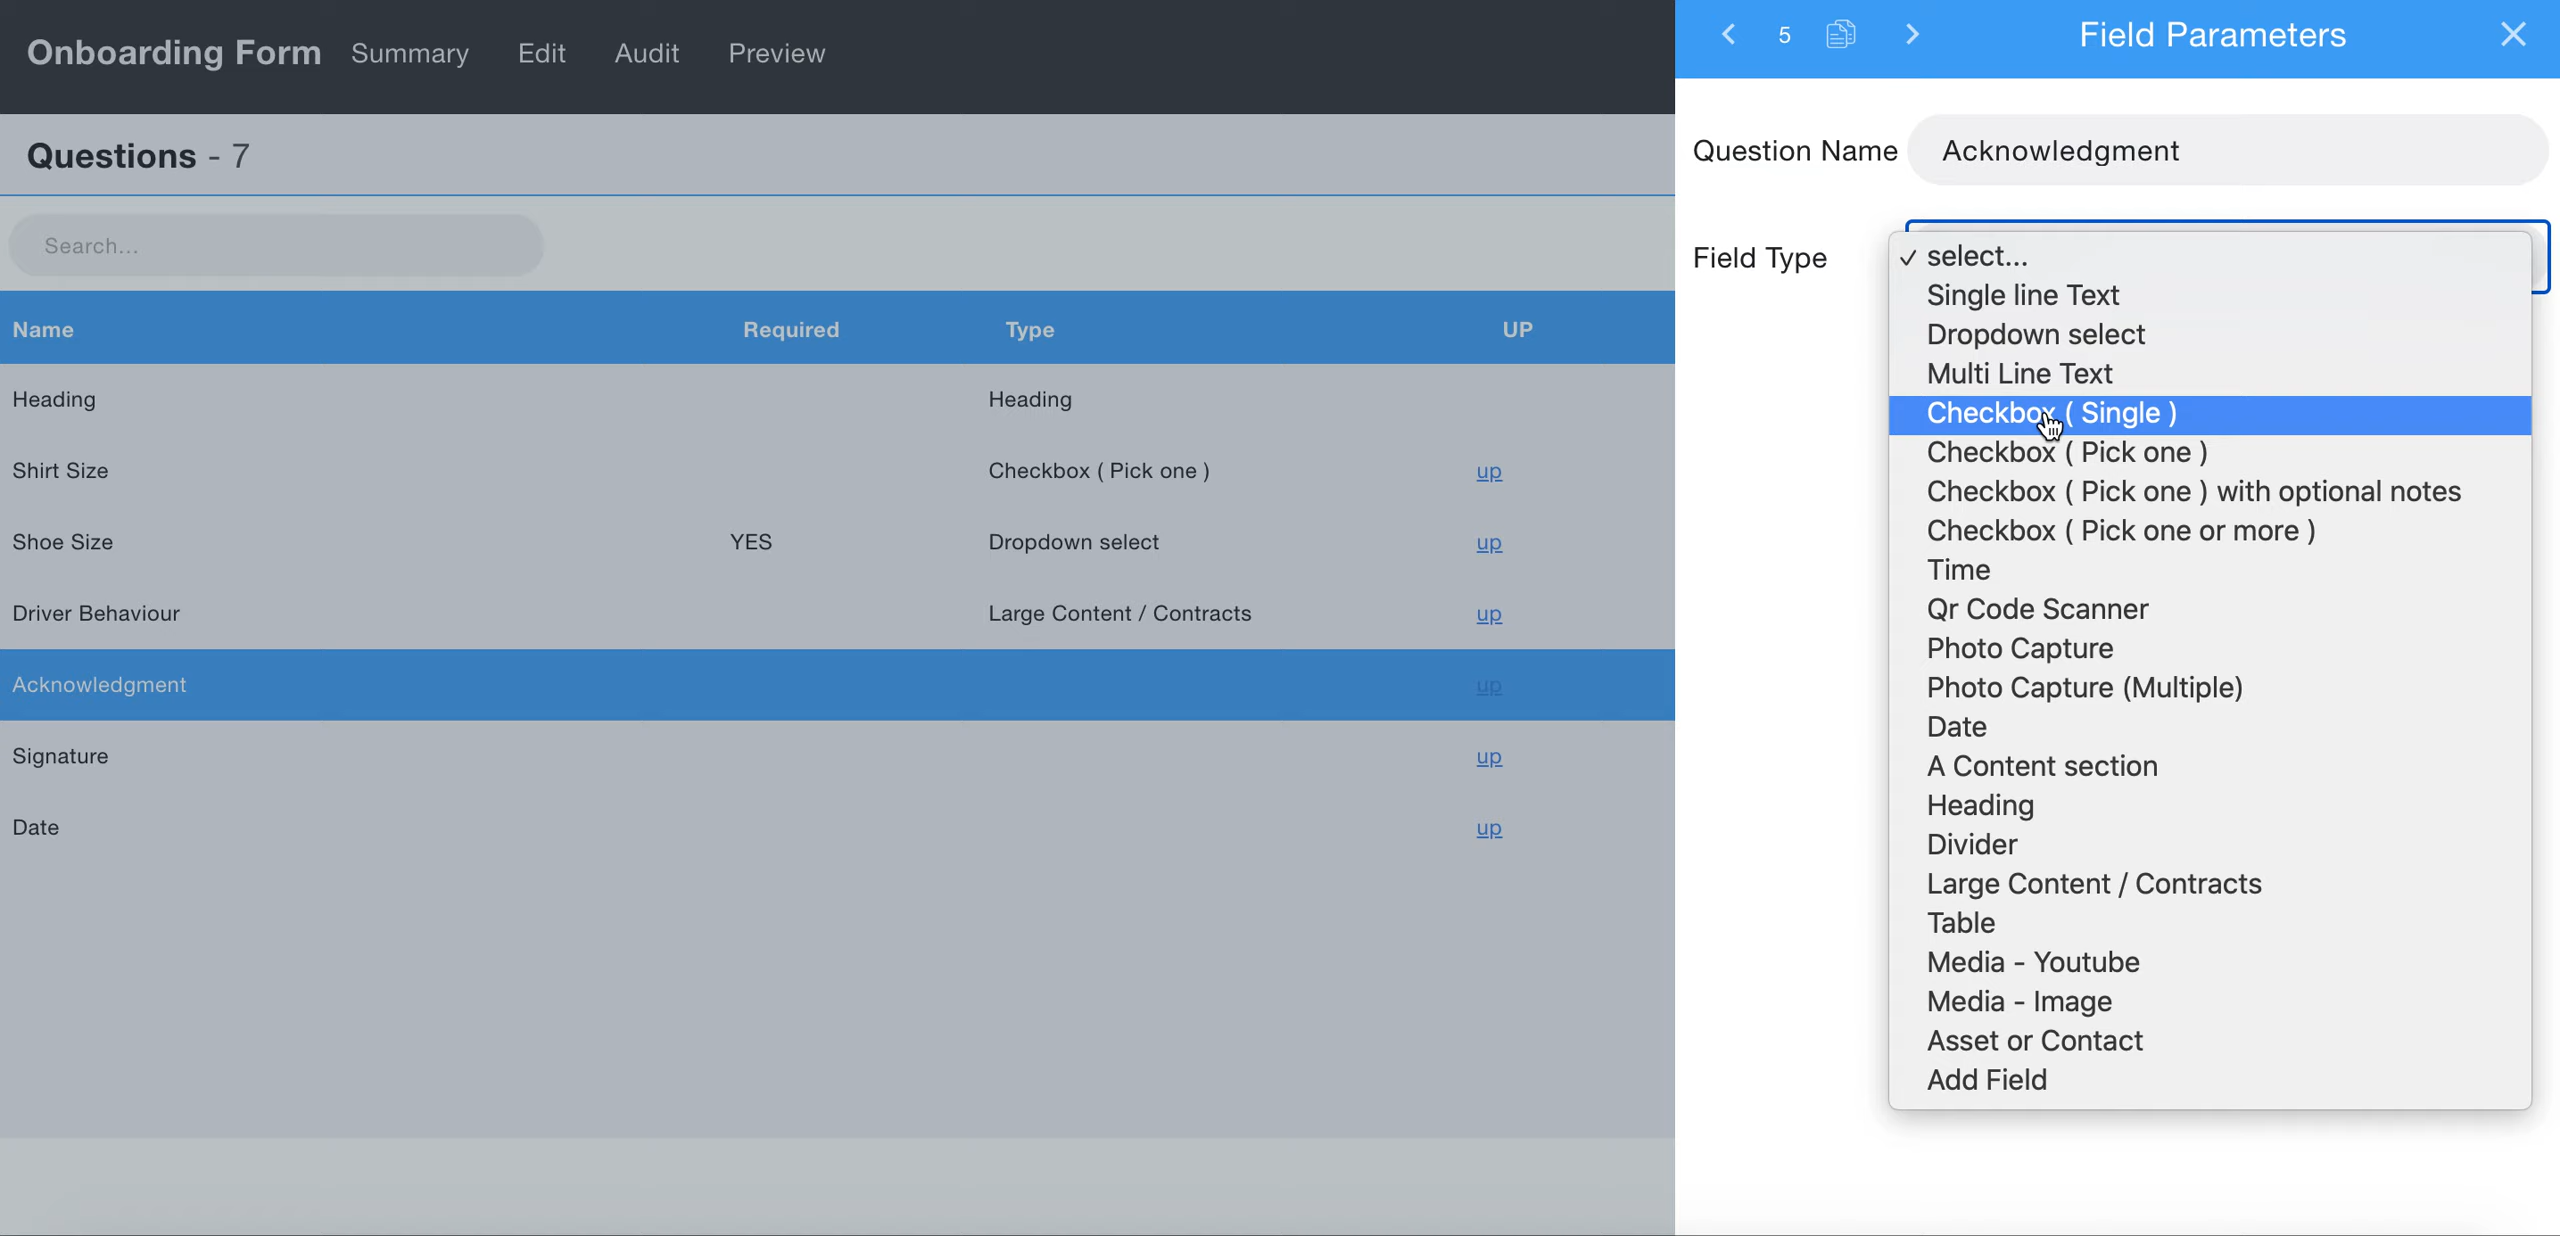 Onboarding Form Summary Edit Audit Preview
Questions - 7
Search...
Name Required Type UP
Heading Heading
Shirt Size Checkbox ( Pick one ) up
Shoe Size YES Dropdown select up
Driver Behaviour Large Content / Contracts up
Acknowledgment up
Signature up
Date up
5 Field Parameters
Question Name Acknowledgment
Field Type
✓ select...
Single line Text
Dropdown select
Multi Line Text
Checkbox ( Single )
Checkbox ( Pick one )
Checkbox ( Pick one ) with optional notes
Checkbox ( Pick one or more )
Time
Qr Code Scanner
Photo Capture
Photo Capture (Multiple)
Date
A Content section
Heading
Divider
Large Content / Contracts
Table
Media - Youtube
Media - Image
Asset or Contact
Add Field